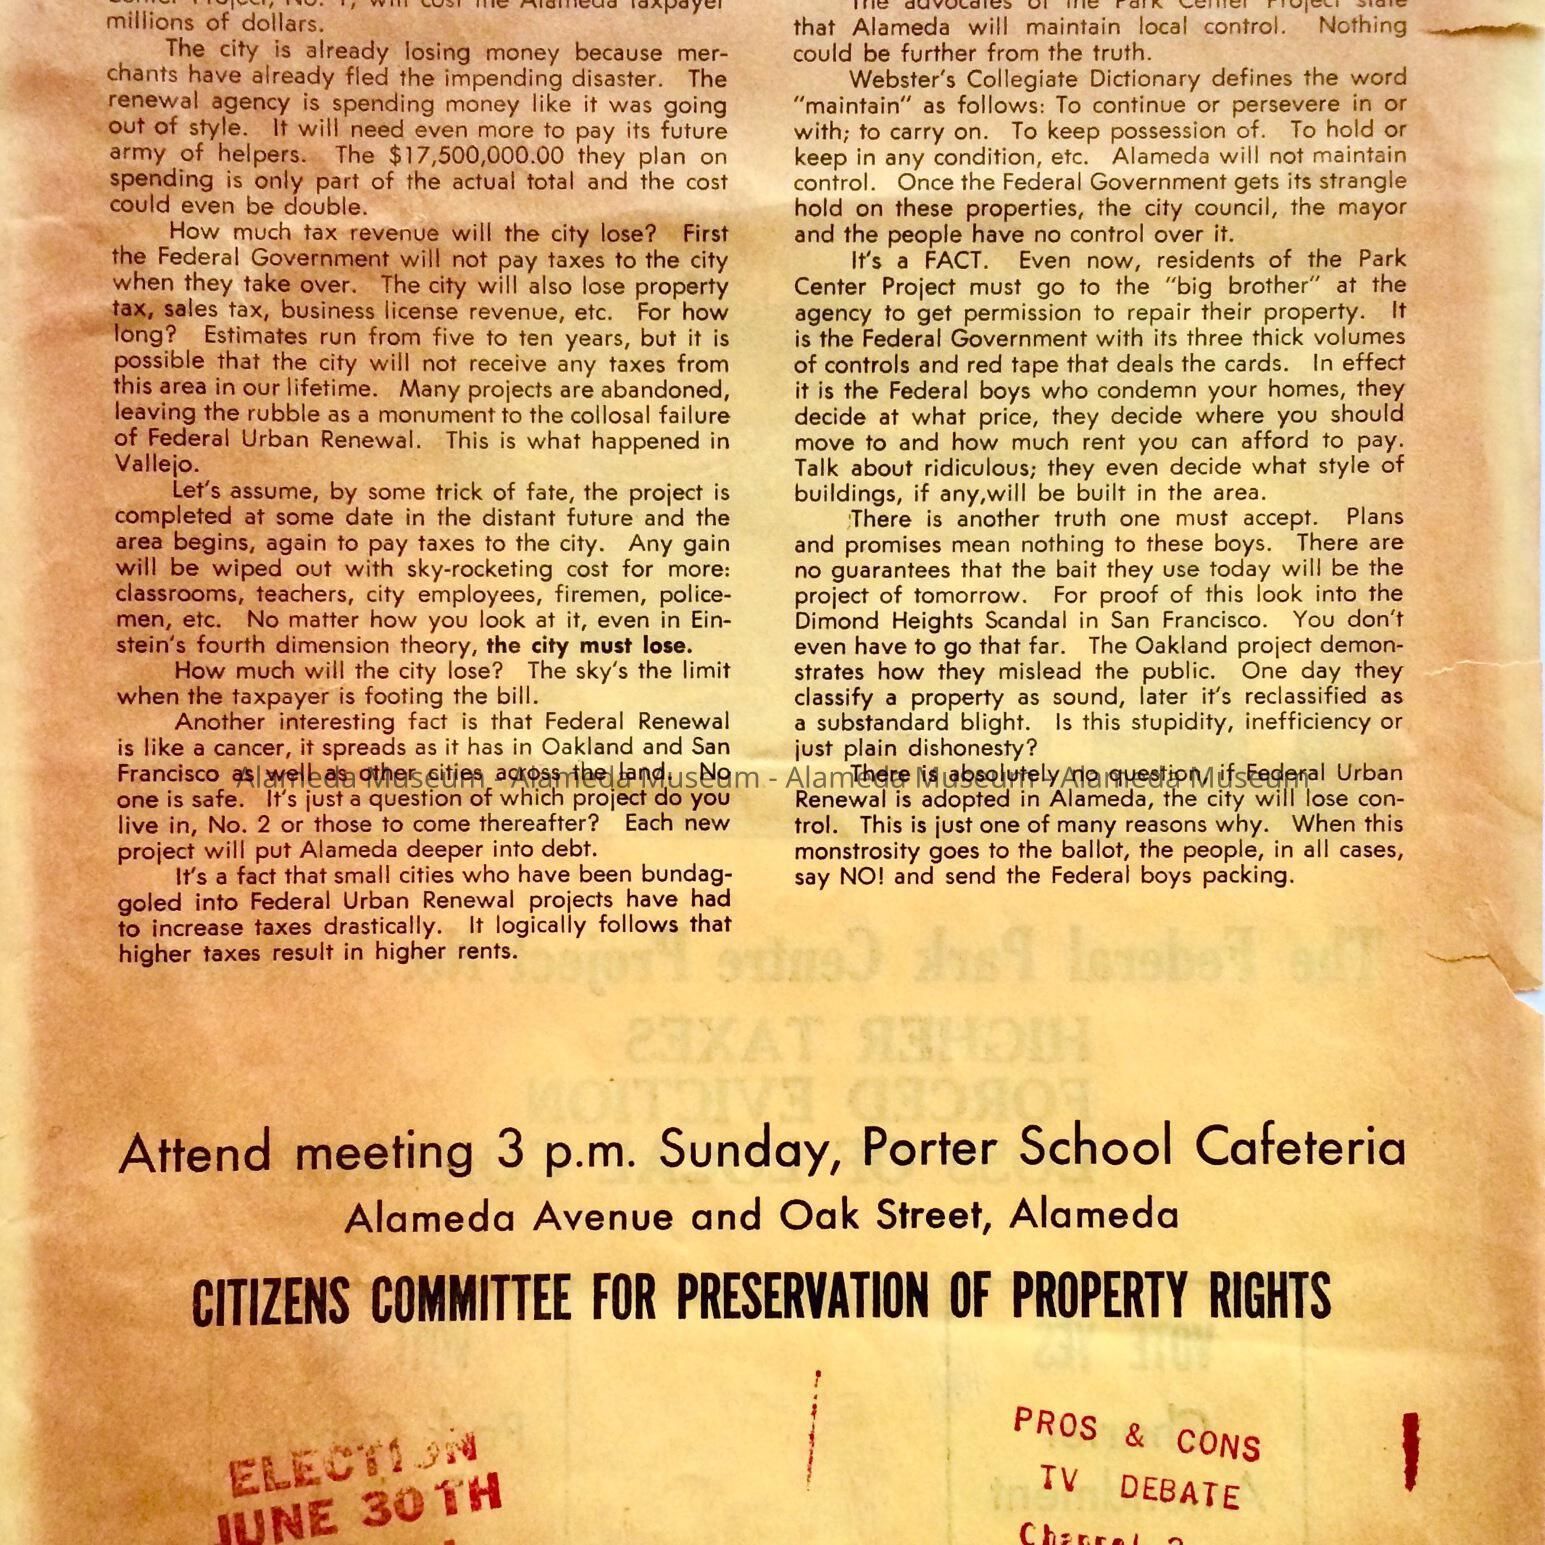 Center Project, No. 1, will cost the Alameda taxpayer
millions of dollars.
The city is already losing money because mer-
chants have already fled the impending disaster. The
renewal agency is spending money like it was going
out of style. It will need even more to pay its future
army of helpers. The $17,500,000.00 they plan on
spending is only part of the actual total and the cost
could even be double.
How much tax revenue will the city lose? First
the Federal Government will not pay taxes to the city
when they take over. The city will also lose property
tax, sales tax, business license revenue, etc. For how
long? Estimates run from five to ten years, but it is
possible that the city will not receive any taxes from
this area in our lifetime. Many projects are abandoned,
leaving the rubble as a monument to the collosal failure
of Federal Urban Renewal. This is what happened in
Vallejo.
Let's assume, by some trick of fate, the project is
completed at some date in the distant future and the
area begins, again to pay taxes to the city. Any gain
will be wiped out with sky-rocketing cost for more:
classrooms, teachers, city employees, firemen, police-
men, etc. No matter how you look at it, even in Ein-
stein's fourth dimension theory, the city must lose.
How much will the city lose? The sky's the limit
when the taxpayer is footing the bill.
Another interesting fact is that Federal Renewal
is like a cancer, it spreads as it has in Oakland and San
Francisco as well as other cities across the land. No
one is safe. It's just a question of which project do you
live in, No. 2 or those to come thereafter? Each new
project will put Alameda deeper into debt.
It's a fact that small cities who have been bundag-
goled into Federal Urban Renewal projects have had
to increase taxes drastically. It logically follows that
higher taxes result in higher rents.
The advocates of the Park Center Project state
that Alameda will maintain local control. Nothing
could be further from the truth.
Webster's Collegiate Dictionary defines the word
"maintain" as follows: To continue or persevere in or
with; to carry on. To keep possession of. To hold or
keep in any condition, etc. Alameda will not maintain
control. Once the Federal Government gets its strangle
hold on these properties, the city council, the mayor
and the people have no control over it.
It's a FACT. Even now, residents of the Park
Center Project must go to the "big brother" at the
agency to get permission to repair their property. It
is the Federal Government with its three thick volumes
of controls and red tape that deals the cards. In effect
it is the Federal boys who condemn your homes, they
decide at what price, they decide where you should
move to and how much rent you can afford to pay.
Talk about ridiculous; they even decide what style of
buildings, if any,will be built in the area.
There is another truth one must accept. Plans
and promises mean nothing to these boys. There are
no guarantees that the bait they use today will be the
project of tomorrow. For proof of this look into the
Dimond Heights Scandal in San Francisco. You don't
even have to go that far. The Oakland project demon-
strates how they mislead the public. One day they
classify a property as sound, later it's reclassified as
a substandard blight. Is this stupidity, inefficiency or
just plain dishonesty?
There is absolutely no question, if Federal Urban
Renewal is adopted in Alameda, the city will lose con-
trol. This is just one of many reasons why. When this
monstrosity goes to the ballot, the people, in all cases,
say NO! and send the Federal boys packing.
Alameda Museum - Alameda Museum - Alameda Museum - Alameda Museum
Attend meeting 3 p.m. Sunday, Porter School Cafeteria
Alameda Avenue and Oak Street, Alameda
CITIZENS COMMITTEE FOR PRESERVATION OF PROPERTY RIGHTS
ELECTION
JUNE 30TH
PROS & CONS
TV DEBATE
Channel 2